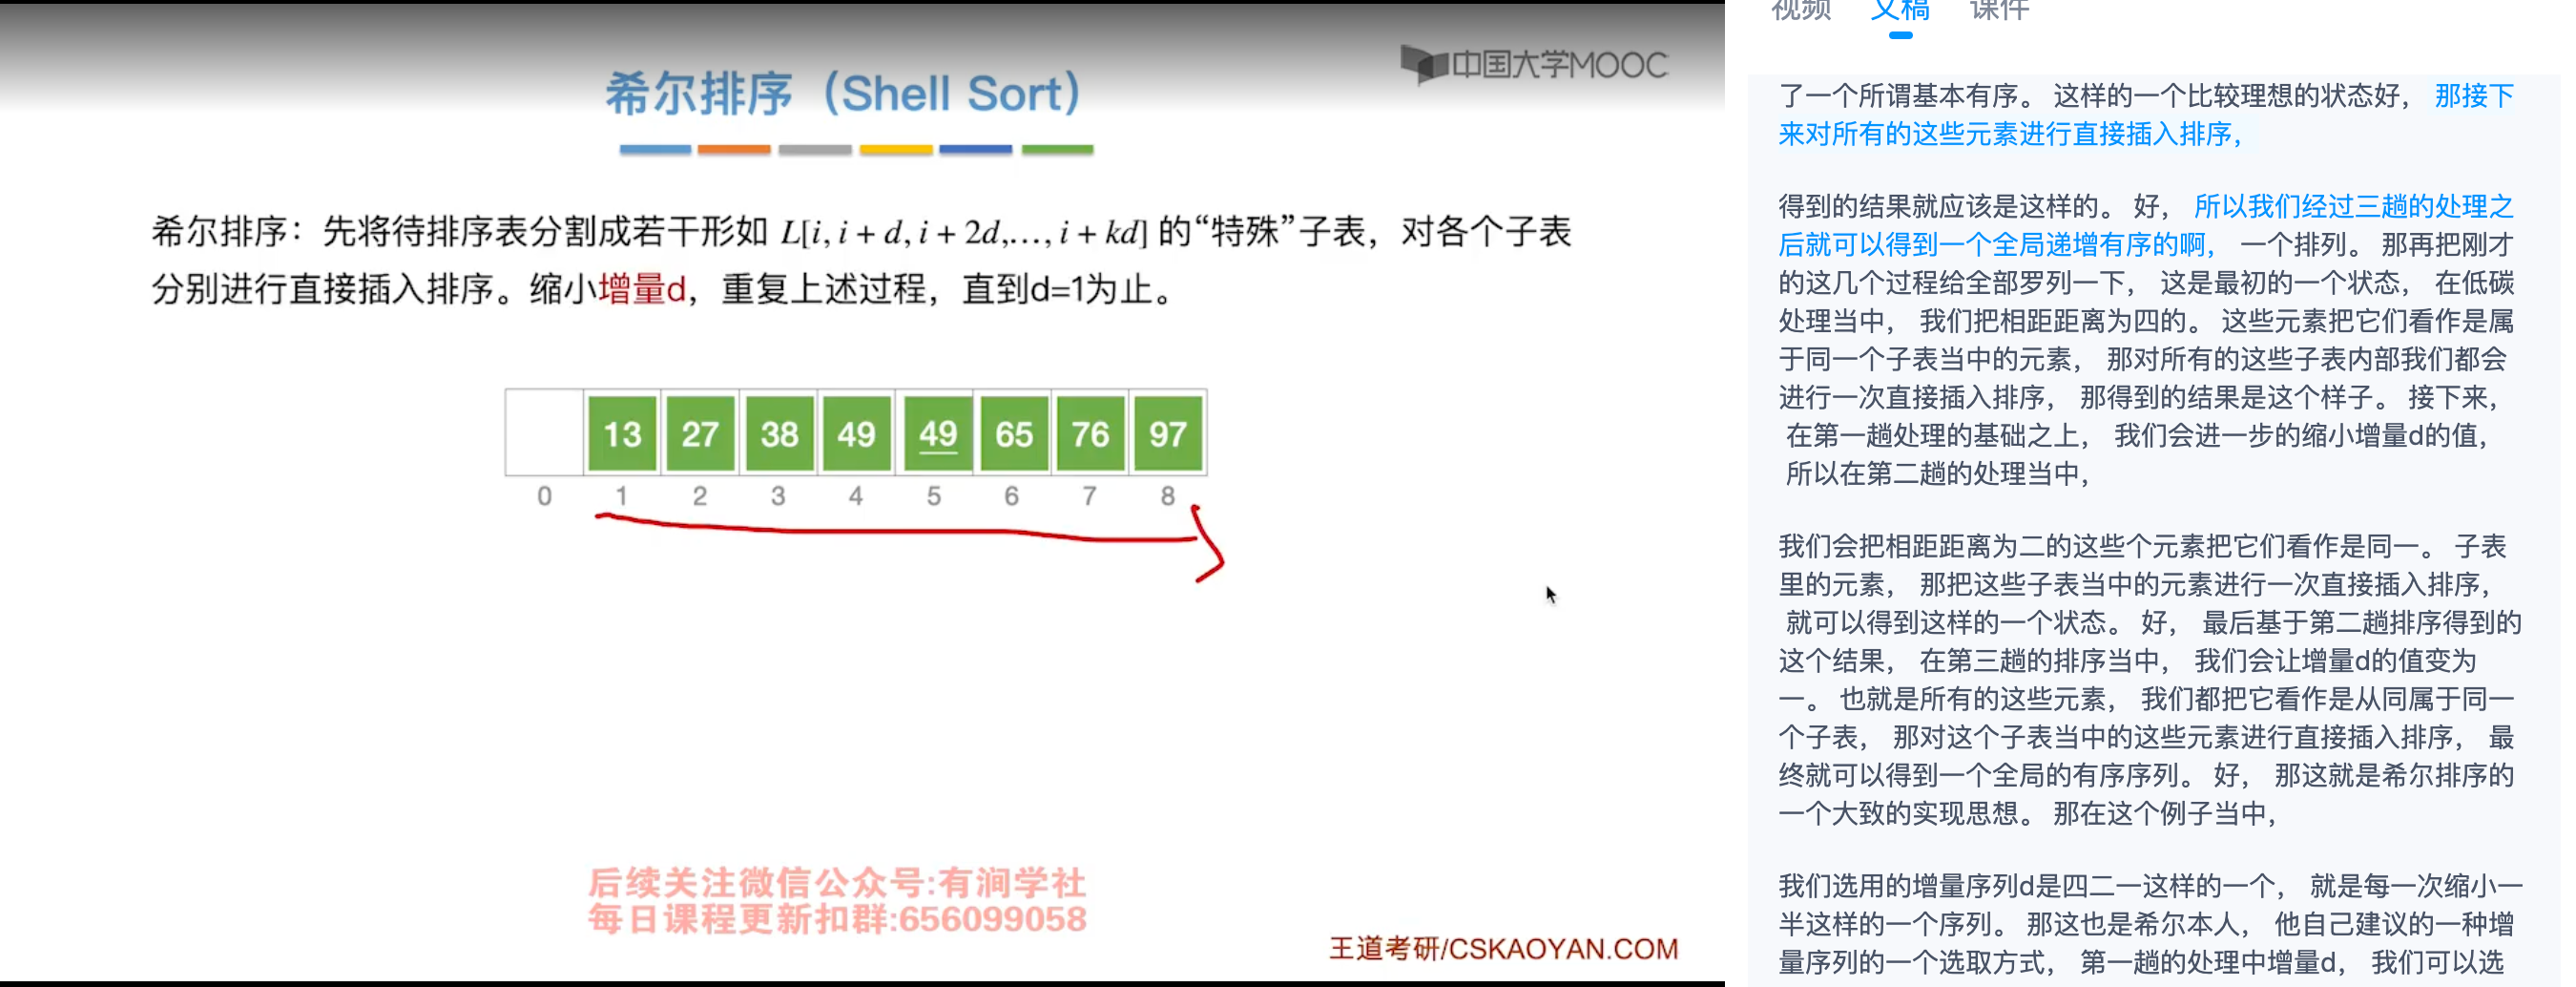 中国大学MOOC
希尔排序（Shell Sort）
希尔排序：先将待排序表分割成若干形如 L[i, i + d, i + 2d,..., i + kd] 的“特殊”子表，对各个子表
分别进行直接插入排序。缩小增量d，重复上述过程，直到d=1为止。
13 27 38 49 49 65 76 97
0 1 2 3 4 5 6 7 8
后续关注微信公众号:有涧学社
每日课程更新扣群:656099058
王道考研/CSKAOYAN.COM
视频 文稿 课件
了一个所谓基本有序。 这样的一个比较理想的状态好， 那接下
来对所有的这些元素进行直接插入排序，
得到的结果就应该是这样的。 好， 所以我们经过三趟的处理之
后就可以得到一个全局递增有序的啊， 一个排列。 那再把刚才
的这几个过程给全部罗列一下， 这是最初的一个状态， 在低碳
处理当中， 我们把相距距离为四的。 这些元素把它们看作是属
于同一个子表当中的元素， 那对所有的这些子表内部我们都会
进行一次直接插入排序， 那得到的结果是这个样子。 接下来，
在第一趟处理的基础之上， 我们会进一步的缩小增量d的值，
所以在第二趟的处理当中，
我们会把相距距离为二的这些个元素把它们看作是同一。 子表
里的元素， 那把这些子表当中的元素进行一次直接插入排序，
就可以得到这样的一个状态。 好， 最后基于第二趟排序得到的
这个结果， 在第三趟的排序当中， 我们会让增量d的值变为
一。 也就是所有的这些元素， 我们都把它看作是从同属于同一
个子表， 那对这个子表当中的这些元素进行直接插入排序， 最
终就可以得到一个全局的有序序列。 好， 那这就是希尔排序的
一个大致的实现思想。 那在这个例子当中，
我们选用的增量序列d是四二一这样的一个， 就是每一次缩小一
半这样的一个序列。 那这也是希尔本人， 他自己建议的一种增
量序列的一个选取方式， 第一趟的处理中增量d， 我们可以选